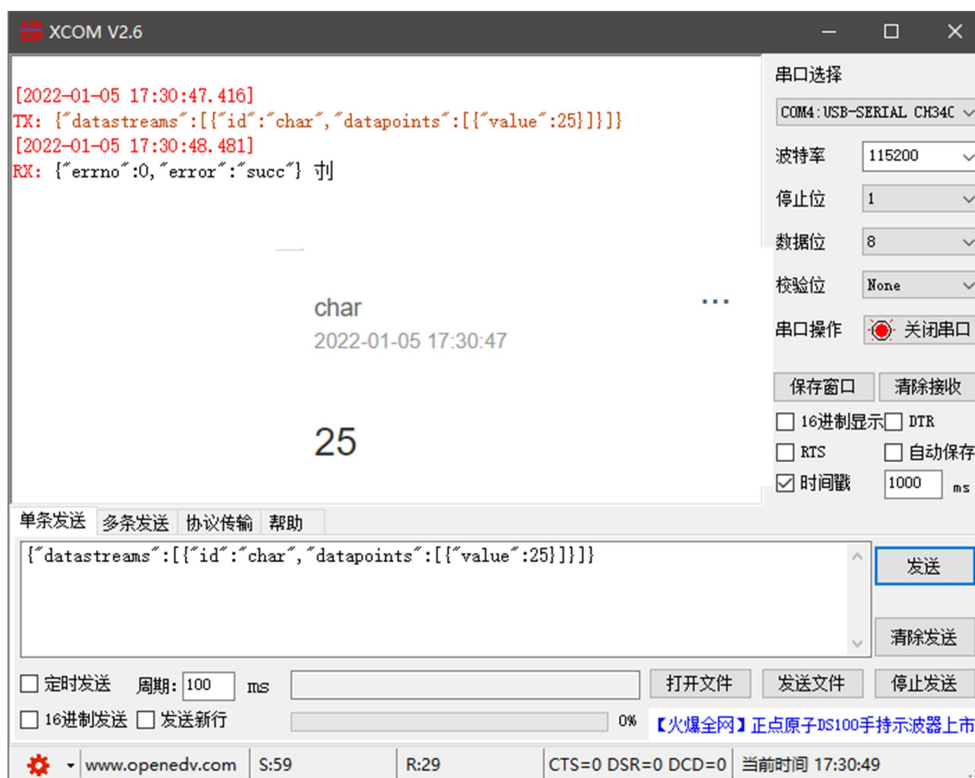 XCOM V2.6
[2022-01-05 17:30:47.416]
TX: {"datastreams":[{"id":"char","datapoints":[{"value":25}]}]}
[2022-01-05 17:30:48.481]
RX: {"errno":0,"error":"succ"}
char
...
2022-01-05 17:30:47
25
串口选择
COM4:USB-SERIAL CH340
波特率 115200
停止位 1
数据位 8
校验位 None
串口操作 关闭串口
保存窗口 清除接收
16进制显示 DTR
RTS 自动保存
时间戳 1000 ms
单条发送 多条发送 协议传输 帮助
{"datastreams":[{"id":"char","datapoints":[{"value":25}]}]}
发送
清除发送
定时发送 周期: 100 ms 打开文件 发送文件 停止发送
16进制发送 发送新行 0% 【火爆全网】正点原子DS100手持示波器上市
www.openedv.com S:59 R:29 CTS=0 DSR=0 DCD=0 当前时间 17:30:49